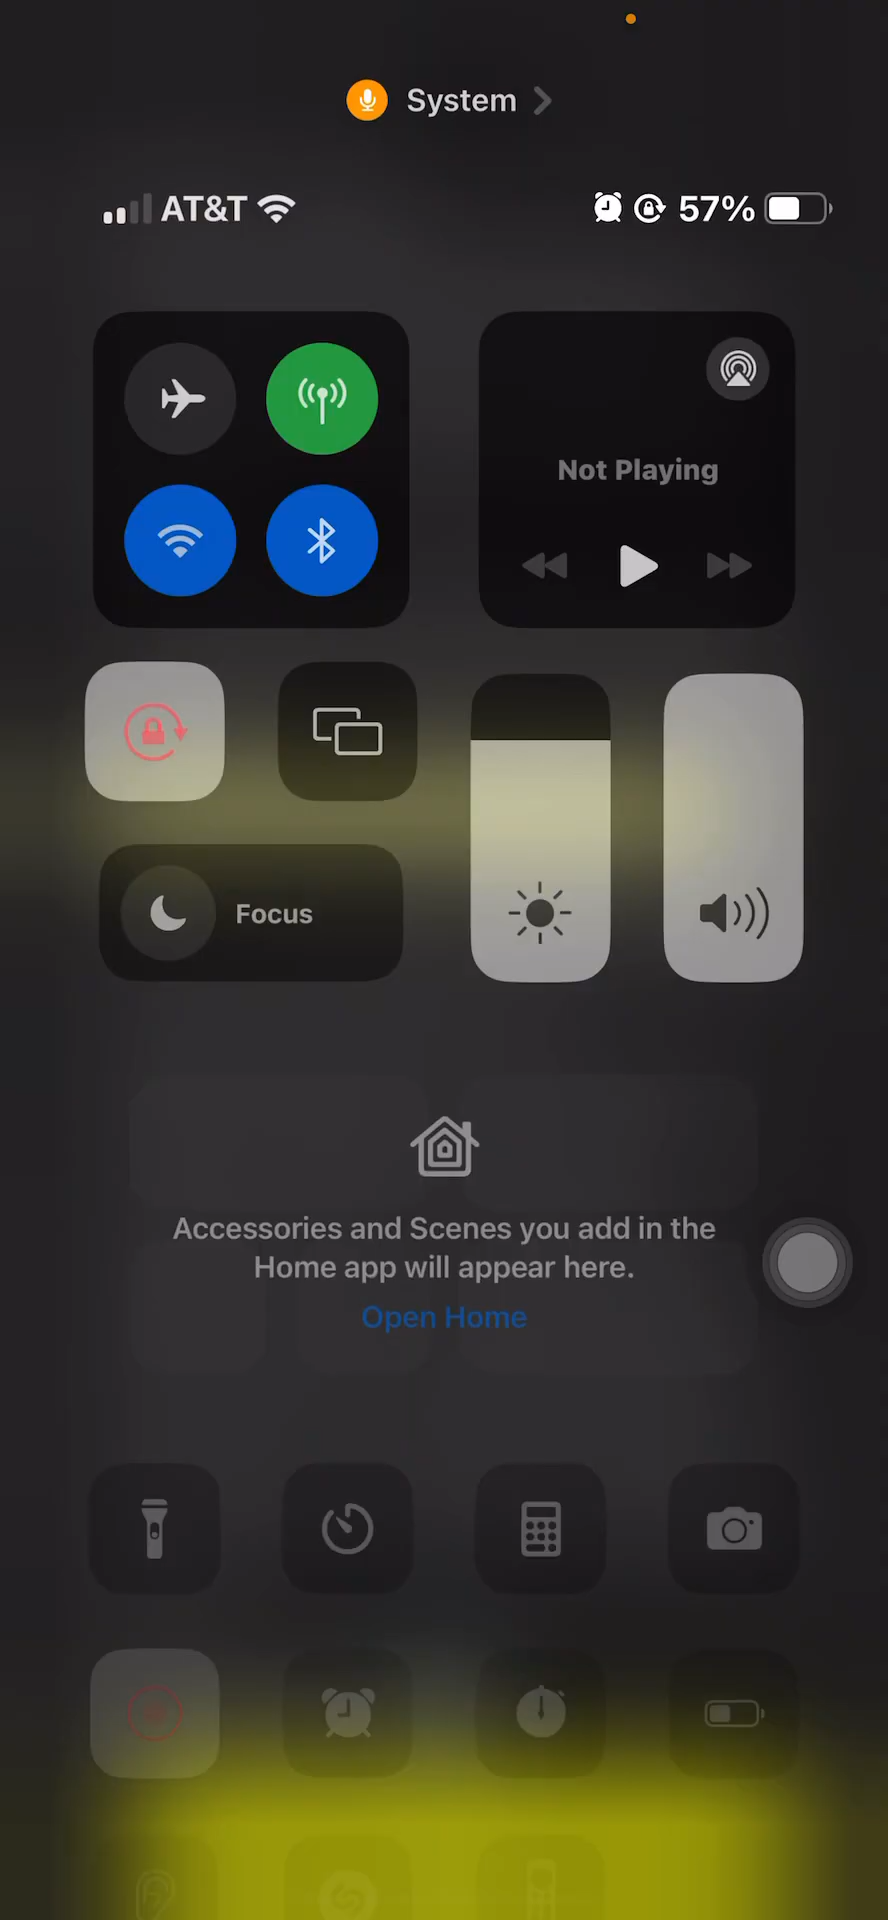 System
AT&T 57%
Not Playing
Focus
Accessories and Scenes you add in the
Home app will appear here.
Open Home